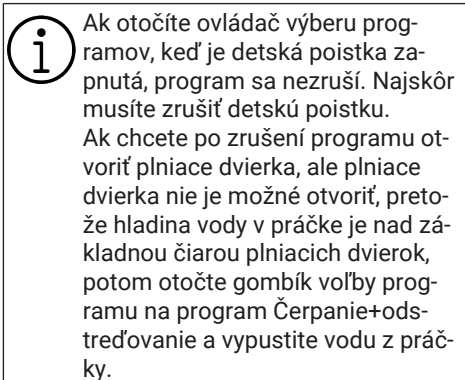 Ak otočíte ovládač výberu prog-
ramov, keď je detská poistka za-
pnutá, program sa nezruší. Najskôr
musíte zrušiť detskú poistku.
Ak chcete po zrušení programu ot-
voriť plniace dvierka, ale plniace
dvierka nie je možné otvoriť, preto-
že hladina vody v práčke je nad zá-
kladnou čiarou plniacich dvierok,
potom otočte gombík voľby prog-
ramu na program Čerpanie+ods-
treďovanie a vypustite vodu z práč-
ky.